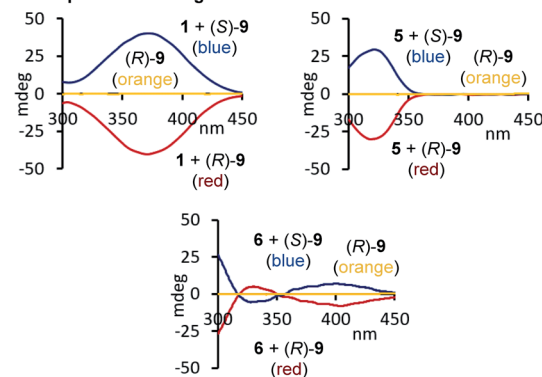 50
25
0
-25
-50
mdeg
300
350
400
450
nm
1 + (S)-9
(blue)
(R)-9
(orange)
1 + (R)-9
(red)
50
25
0
-25
-50
mdeg
300
350
400
450
nm
5 + (S)-9
(blue)
(R)-9
(orange)
5 + (R)-9
(red)
50
25
0
-25
-50
mdeg
300
350
400
450
nm
6 + (S)-9
(blue)
(R)-9
(orange)
6 + (R)-9
(red)